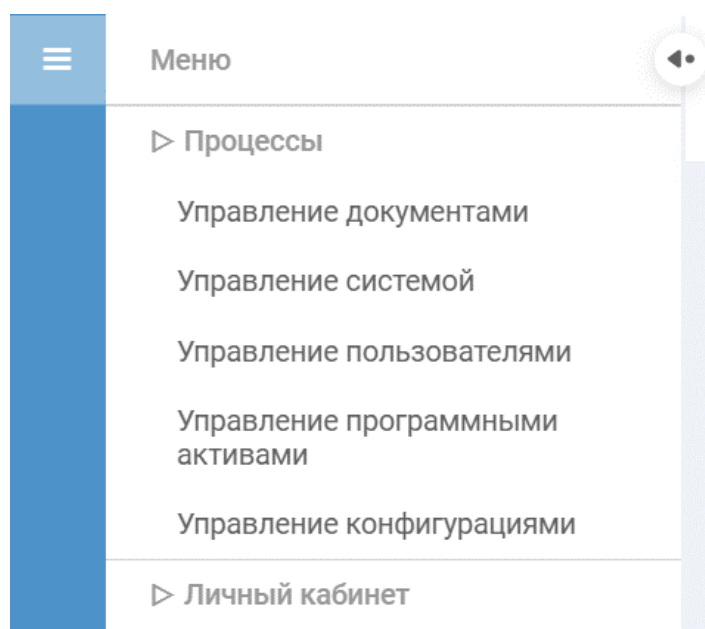 Меню
Процессы
Управление документами
Управление системой
Управление пользователями
Управление программными
активами
Управление конфигурациями
Личный кабинет